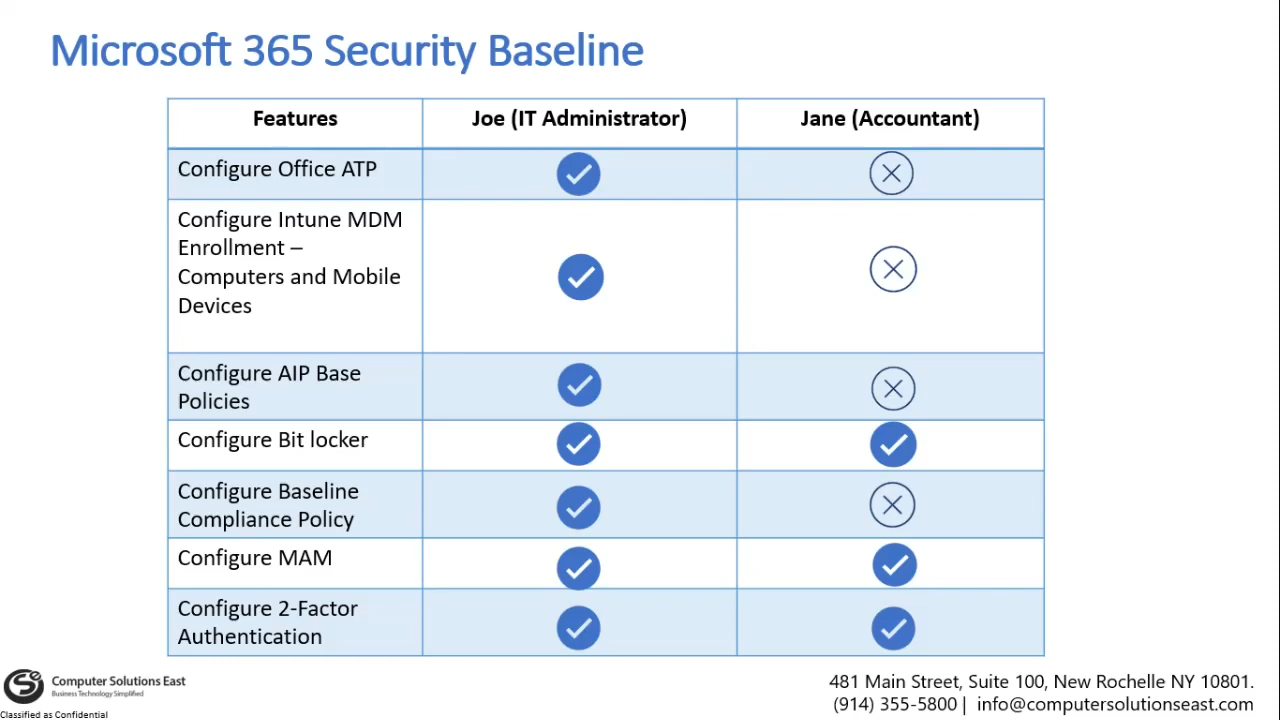 Microsoft 365 Security Baseline
Features
Joe (IT Administrator)
Jane (Accountant)
Configure Office ATP
Configure Intune MDM
Enrollment –
Computers and Mobile
Devices
Configure AIP Base
Policies
Configure Bit locker
Configure Baseline
Compliance Policy
Configure MAM
Configure 2-Factor
Authentication
Computer Solutions East
Business Technology Simplified
Classified as Confidential
481 Main Street, Suite 100, New Rochelle NY 10801.
(914) 355-5800 | info@computersolutionseast.com